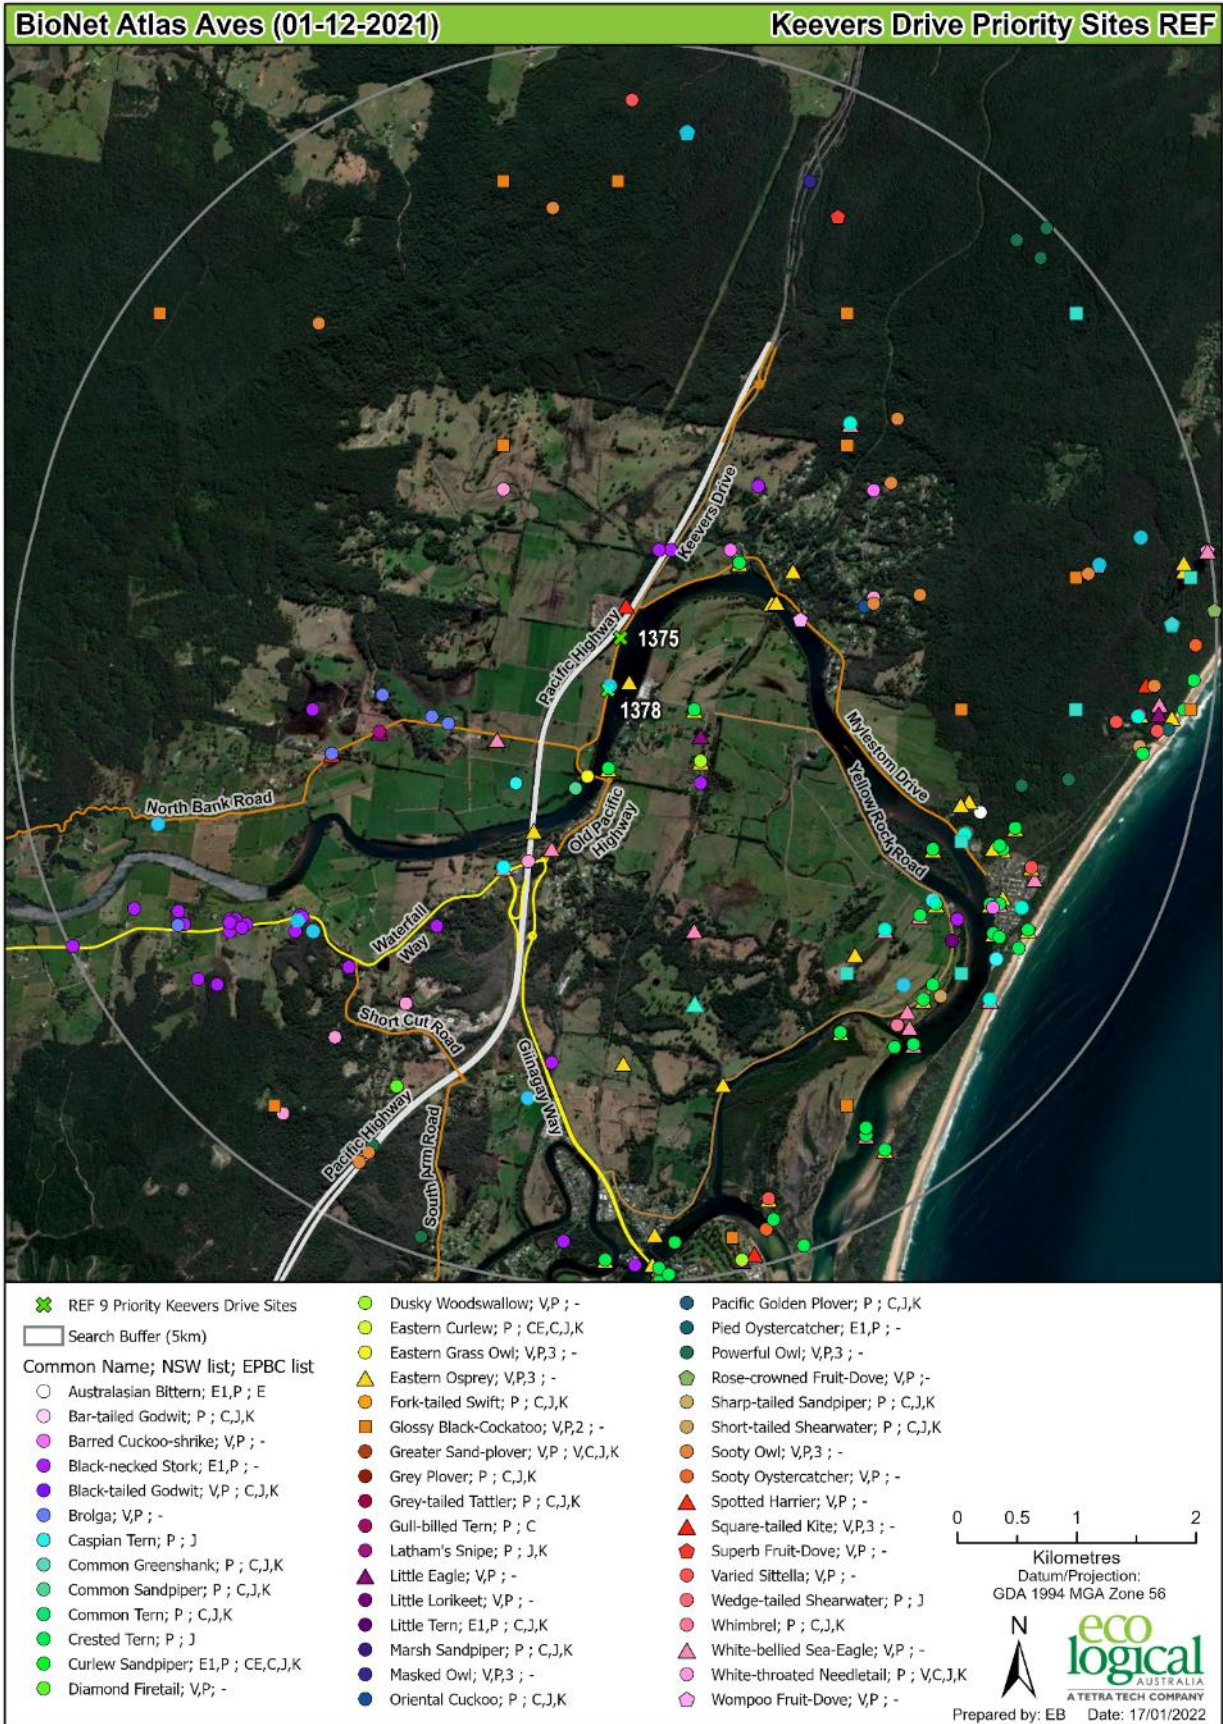 BioNet Atlas Aves (01-12-2021)
Keevers Drive Priority Sites REF
Keevers Drive
Pacific Highway
1375
1378
Mylestom Drive
Yellow Rock Road
North Bank Road
Old Pacific
Highway
Waterfall
Way
Short Cut Road
Giinagay Way
Pacific Highway
South Arm Road
REF 9 Priority Keevers Drive Sites
Search Buffer (5km)
Common Name; NSW list; EPBC list
Australasian Bittern; E1,P ; E
Bar-tailed Godwit; P ; C,J,K
Barred Cuckoo-shrike; V,P ; -
Black-necked Stork; E1,P ; -
Black-tailed Godwit; V,P ; C,J,K
Brolga; V,P ; -
Caspian Tern; P ; J
Common Greenshank; P ; C,J,K
Common Sandpiper; P ; C,J,K
Common Tern; P ; C,J,K
Crested Tern; P ; J
Curlew Sandpiper; E1,P ; CE,C,J,K
Diamond Firetail; V,P; -
Dusky Woodswallow; V,P ; -
Eastern Curlew; P ; CE,C,J,K
Eastern Grass Owl; V,P,3 ; -
Eastern Osprey; V,P,3 ; -
Fork-tailed Swift; P ; C,J,K
Glossy Black-Cockatoo; V,P,2 ; -
Greater Sand-plover; V,P ; V,C,J,K
Grey Plover; P ; C,J,K
Grey-tailed Tattler; P ; C,J,K
Gull-billed Tern; P ; C
Latham's Snipe; P ; J,K
Little Eagle; V,P ; -
Little Lorikeet; V,P ; -
Little Tern; E1,P ; C,J,K
Marsh Sandpiper; P ; C,J,K
Masked Owl; V,P,3 ; -
Oriental Cuckoo; P ; C,J,K
Pacific Golden Plover; P ; C,J,K
Pied Oystercatcher; E1,P ; -
Powerful Owl; V,P,3 ; -
Rose-crowned Fruit-Dove; V,P ;-
Sharp-tailed Sandpiper; P ; C,J,K
Short-tailed Shearwater; P ; C,J,K
Sooty Owl; V,P,3 ; -
Sooty Oystercatcher; V,P ; -
Spotted Harrier; V,P ; -
Square-tailed Kite; V,P,3 ; -
Superb Fruit-Dove; V,P ; -
Varied Sittella; V,P ; -
Wedge-tailed Shearwater; P ; J
Whimbrel; P ; C,J,K
White-bellied Sea-Eagle; V,P ; -
White-throated Needletail; P ; V,C,J,K
Wompoo Fruit-Dove; V,P ; -
0 0.5 1 2
Kilometres
Datum/Projection:
GDA 1994 MGA Zone 56
N
eco
logical
AUSTRALIA
A TETRA TECH COMPANY
Prepared by: EB Date: 17/01/2022